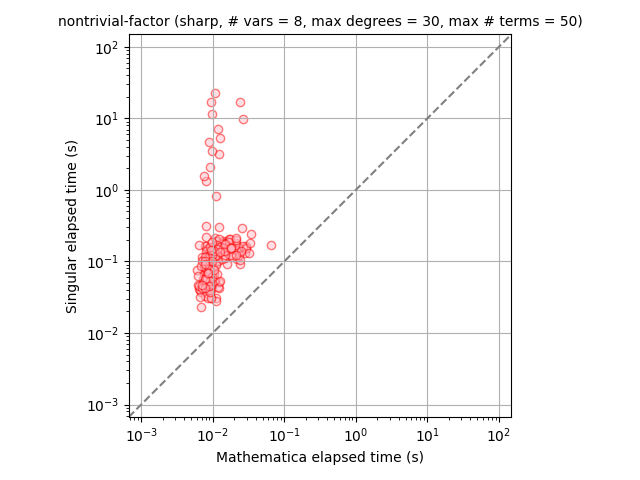 nontrivial-factor (sharp, # vars = 8, max degrees = 30, max # terms = 50)
Singular elapsed time (s)
10²
10¹
10⁰
10⁻¹
10⁻²
10⁻³
10⁻³ 10⁻² 10⁻¹ 10⁰ 10¹ 10²
Mathematica elapsed time (s)